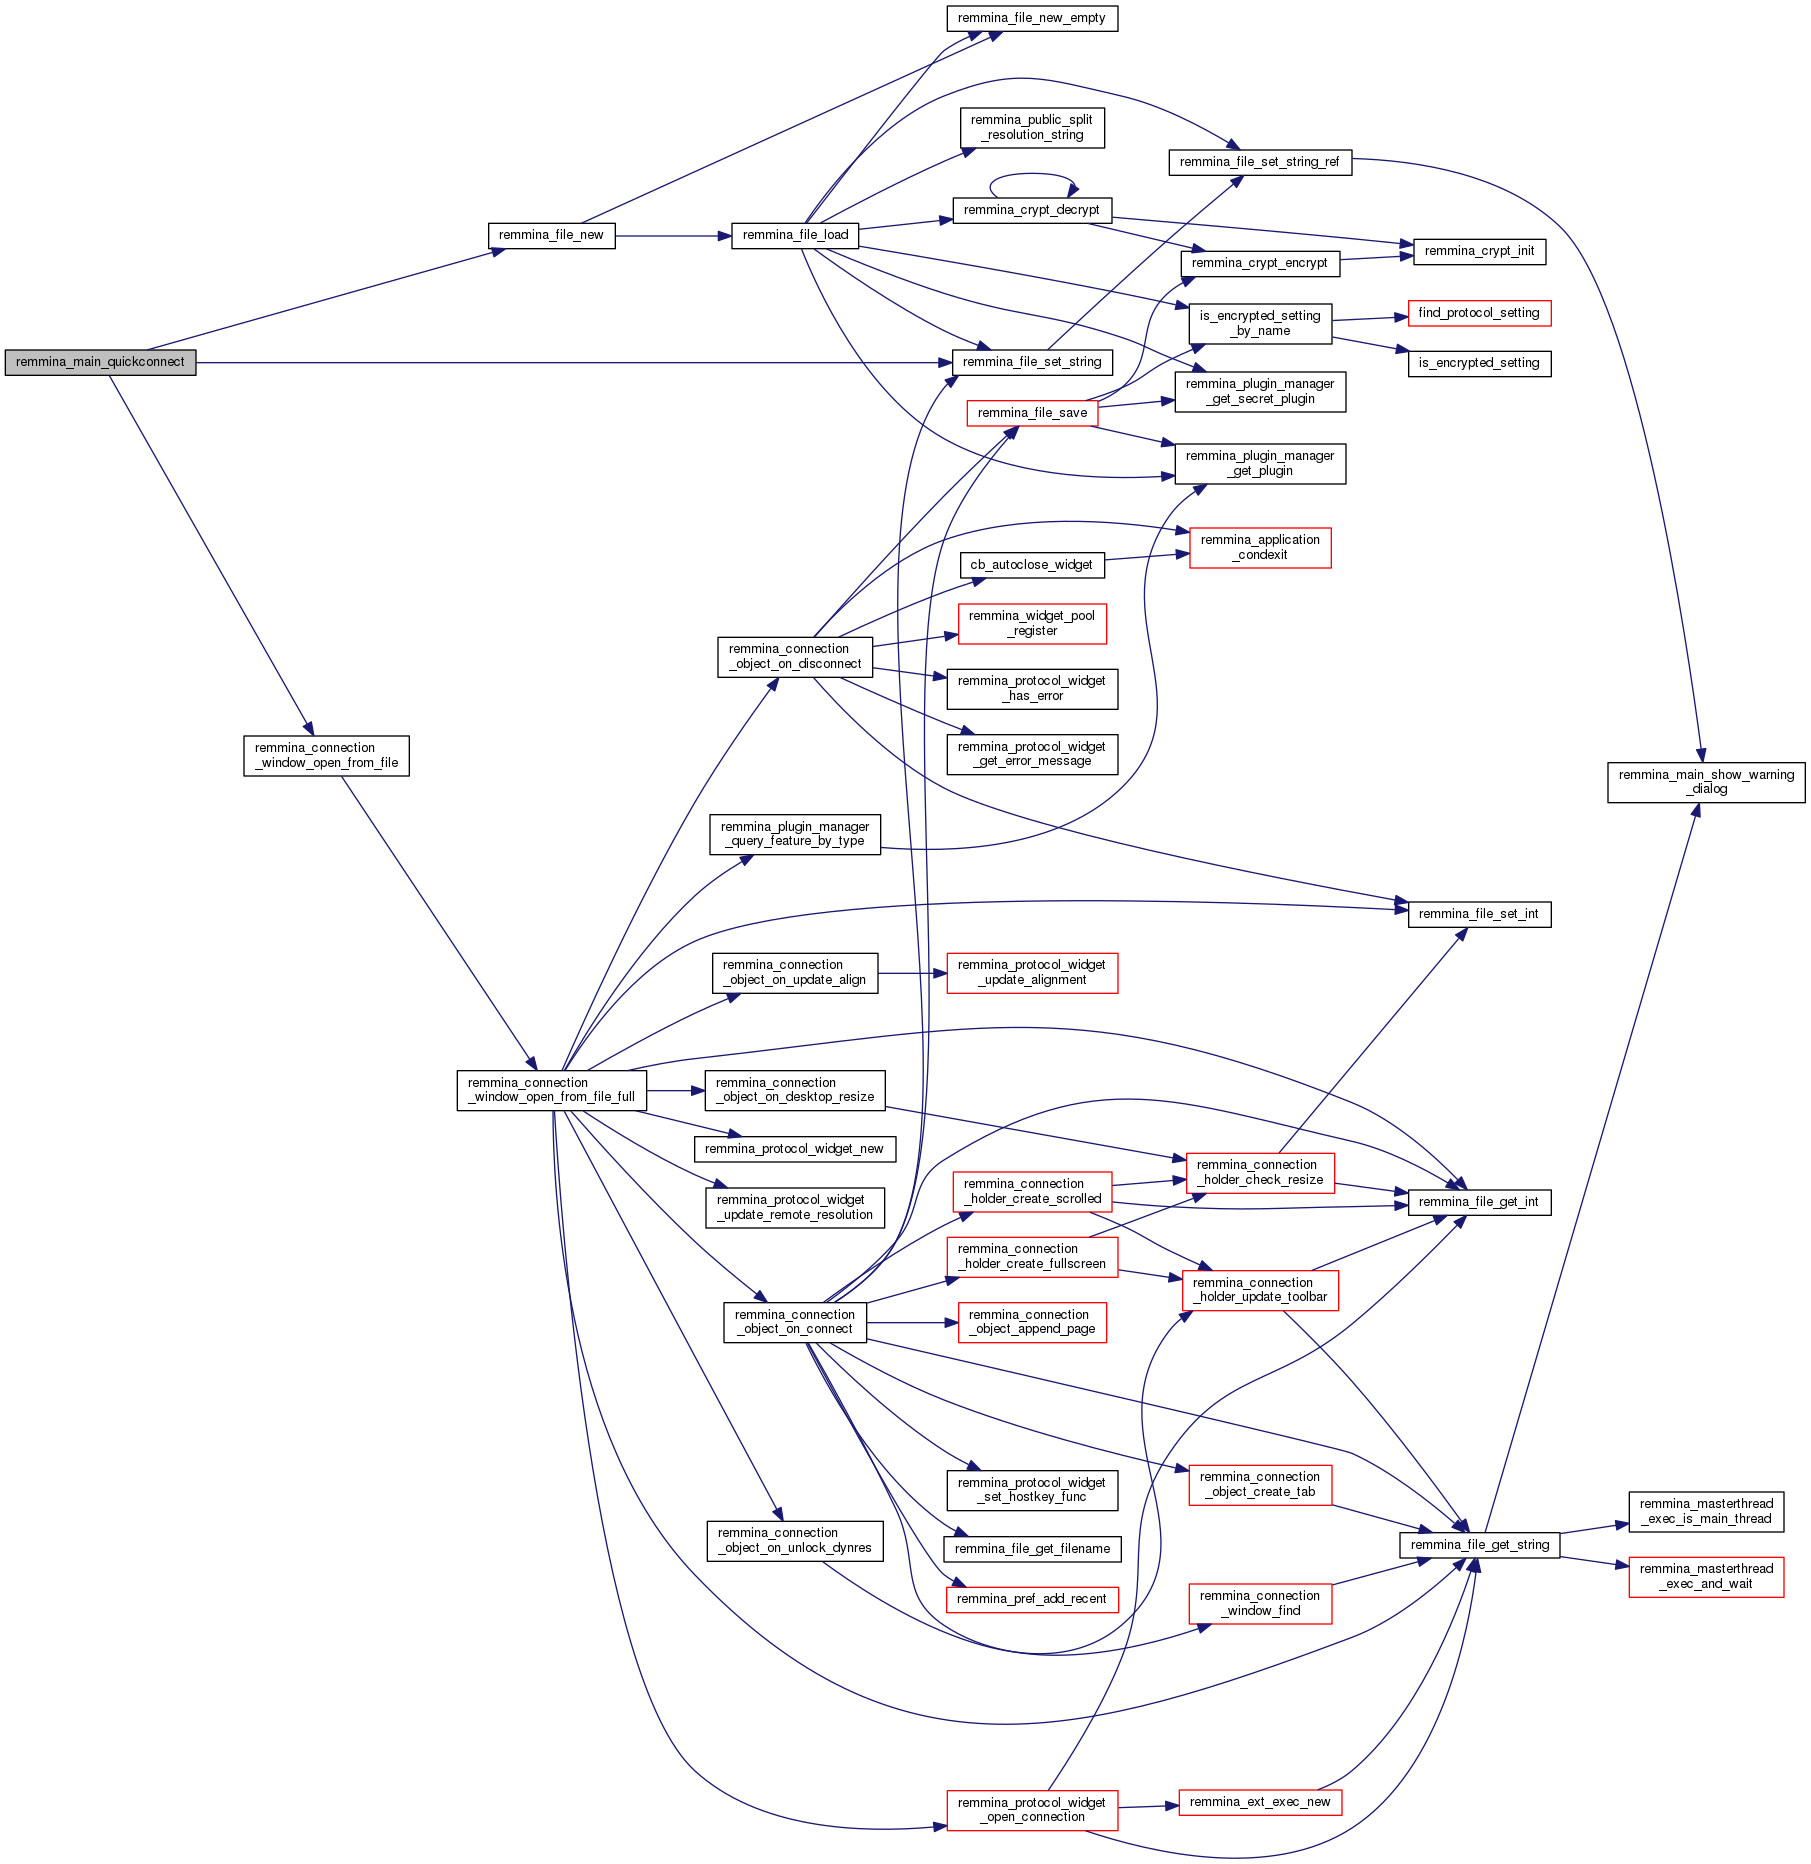 remmina_file_new_empty
remmina_public_split
_resolution_string
remmina_file_set_string_ref
remmina_crypt_decrypt
remmina_file_new
remmina_file_load
remmina_crypt_init
remmina_crypt_encrypt
is_encrypted_setting
_by_name
find_protocol_setting
remmina_main_quickconnect
remmina_file_set_string
is_encrypted_setting
remmina_plugin_manager
_get_secret_plugin
remmina_file_save
remmina_plugin_manager
_get_plugin
remmina_application
_condexit
cb_autoclose_widget
remmina_widget_pool
_register
remmina_connection
_object_on_disconnect
remmina_protocol_widget
_has_error
remmina_connection
_window_open_from_file
remmina_protocol_widget
_get_error_message
remmina_main_show_warning
_dialog
remmina_plugin_manager
_query_feature_by_type
remmina_file_set_int
remmina_connection
_object_on_update_align
remmina_protocol_widget
_update_alignment
remmina_connection
_window_open_from_file_full
remmina_connection
_object_on_desktop_resize
remmina_protocol_widget_new
remmina_connection
_holder_check_resize
remmina_connection
_holder_create_scrolled
remmina_file_get_int
remmina_protocol_widget
_update_remote_resolution
remmina_connection
_holder_create_fullscreen
remmina_connection
_holder_update_toolbar
remmina_connection
_object_on_connect
remmina_connection
_object_append_page
remmina_protocol_widget
_set_hostkey_func
remmina_connection
_object_create_tab
remmina_masterthread
_exec_is_main_thread
remmina_connection
_object_on_unlock_dynres
remmina_file_get_filename
remmina_file_get_string
remmina_masterthread
_exec_and_wait
remmina_pref_add_recent
remmina_connection
_window_find
remmina_protocol_widget
_open_connection
remmina_ext_exec_new